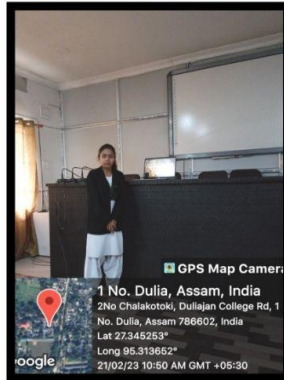 GPS Map Camera
1 No. Dulia, Assam, India
2No Chalakotoki, Duliajan College Rd, 1
No. Dulia, Assam 786602, India
Lat 27.345253°
Long 95.313652°
21/02/23 10:50 AM GMT +05:30
oogle